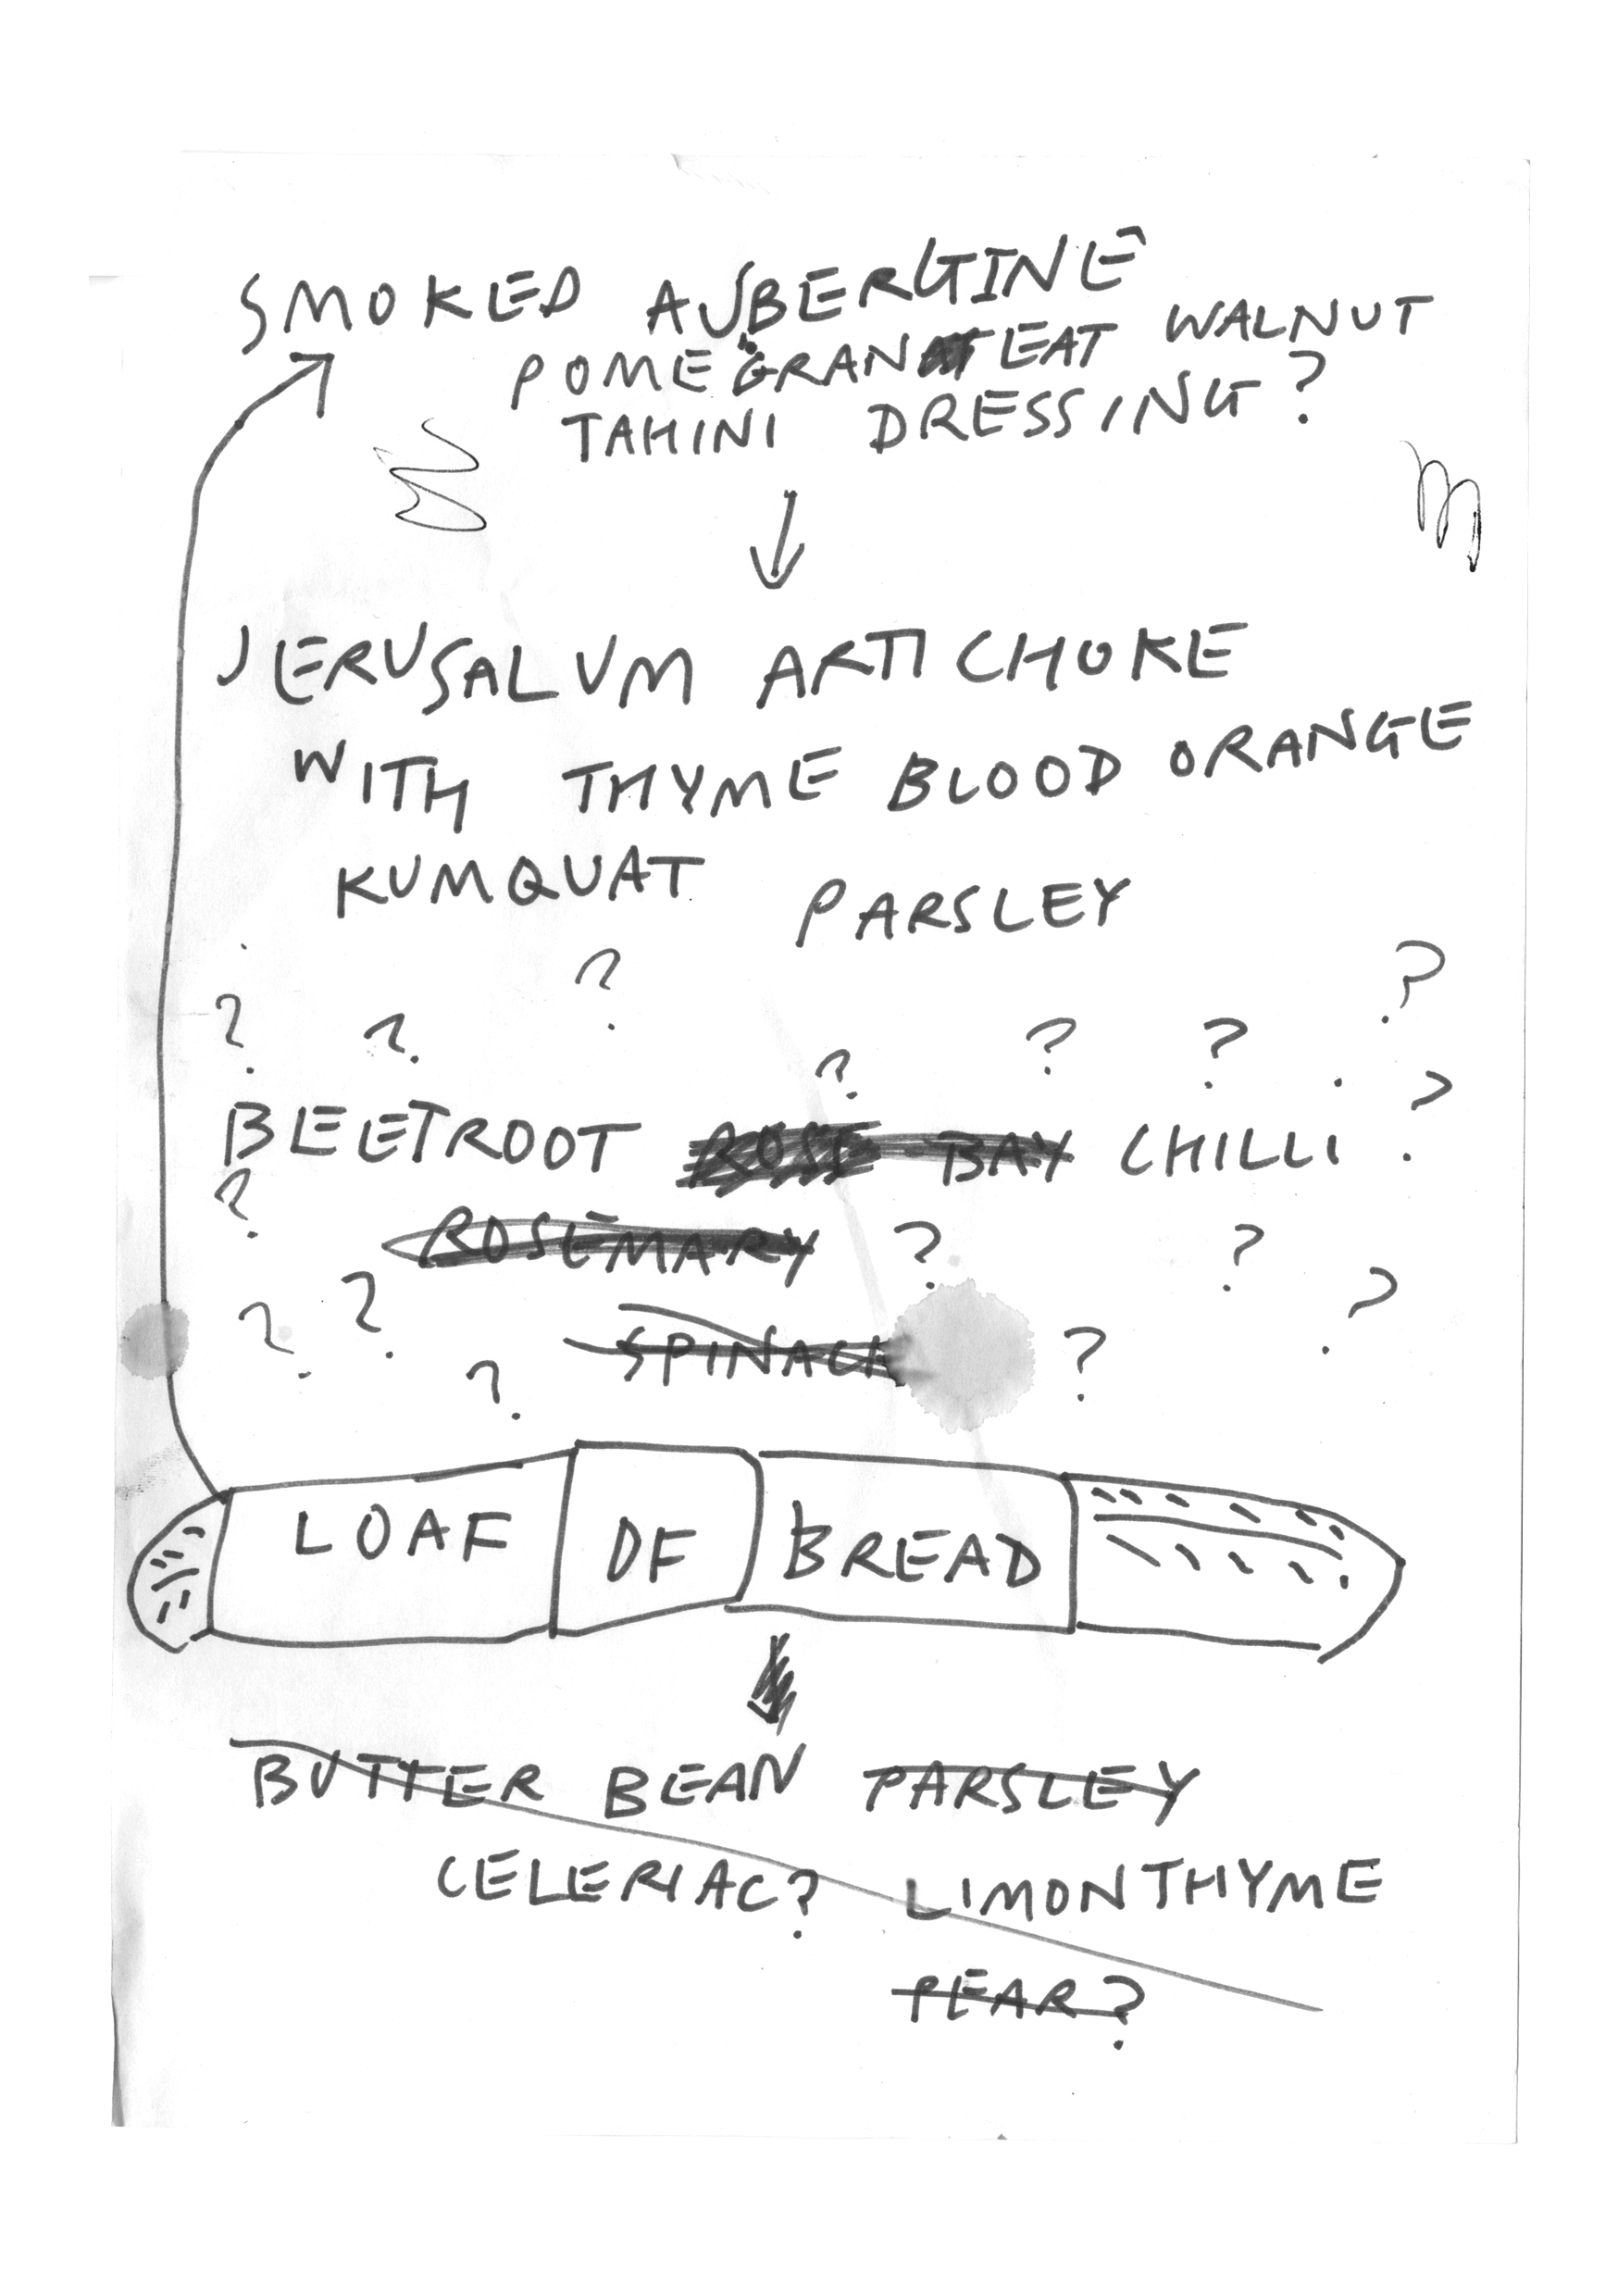 SMOKED AUBERGINE
POMEGRANATEAT WALNUT
TAHINI DRESSING?
JERUSALUM ARTICHOKE
WITH THYME BLOOD ORANGE
KUMQUAT PARSLEY
? ? ? ? ? ? ?
BEETROOT ROSE BAY CHILLI ?
? ROSEMARY ? ?
? ? ? SPINACH ? ?
LOAF OF BREAD
BUTTER BEAN PARSLEY
CELERIAC? LIMONTHYME
PEAR?